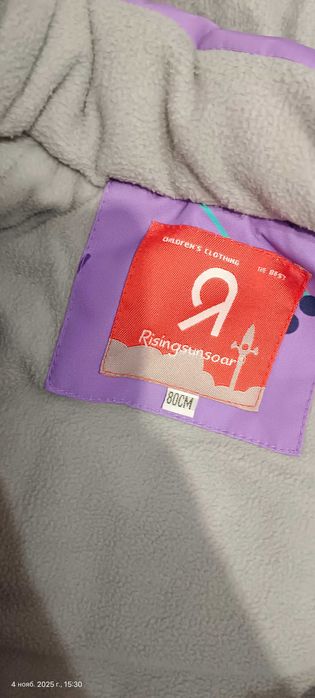 CHILDREN'S CLOTHING THE BEST
Risingsunsoar
80CM
4 нояб. 2025 г., 15:30